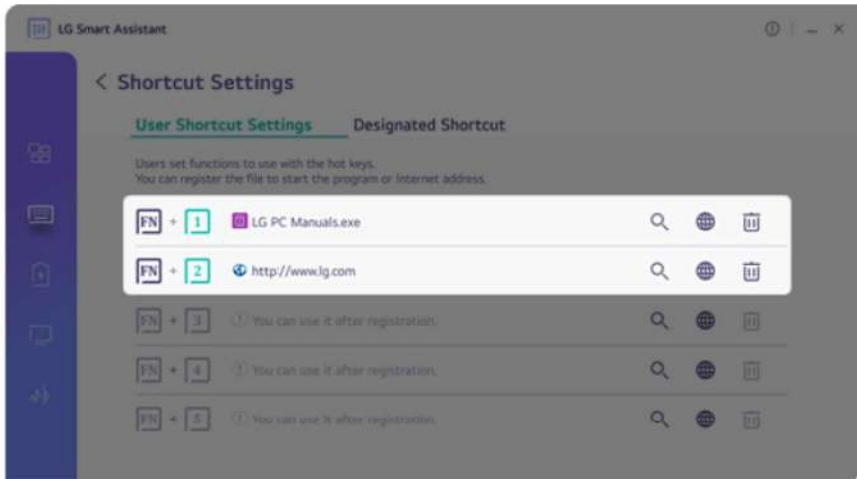 LG Smart Assistant
< Shortcut Settings
User Shortcut Settings Designated Shortcut
Users set functions to use with the hot keys.
You can register the file to start the program or Internet address.
FN + 1 LG PC Manuals.exe
FN + 2 http://www.lg.com
FN + 3 You can use it after registration.
FN + 4 You can use it after registration.
FN + 5 You can use it after registration.